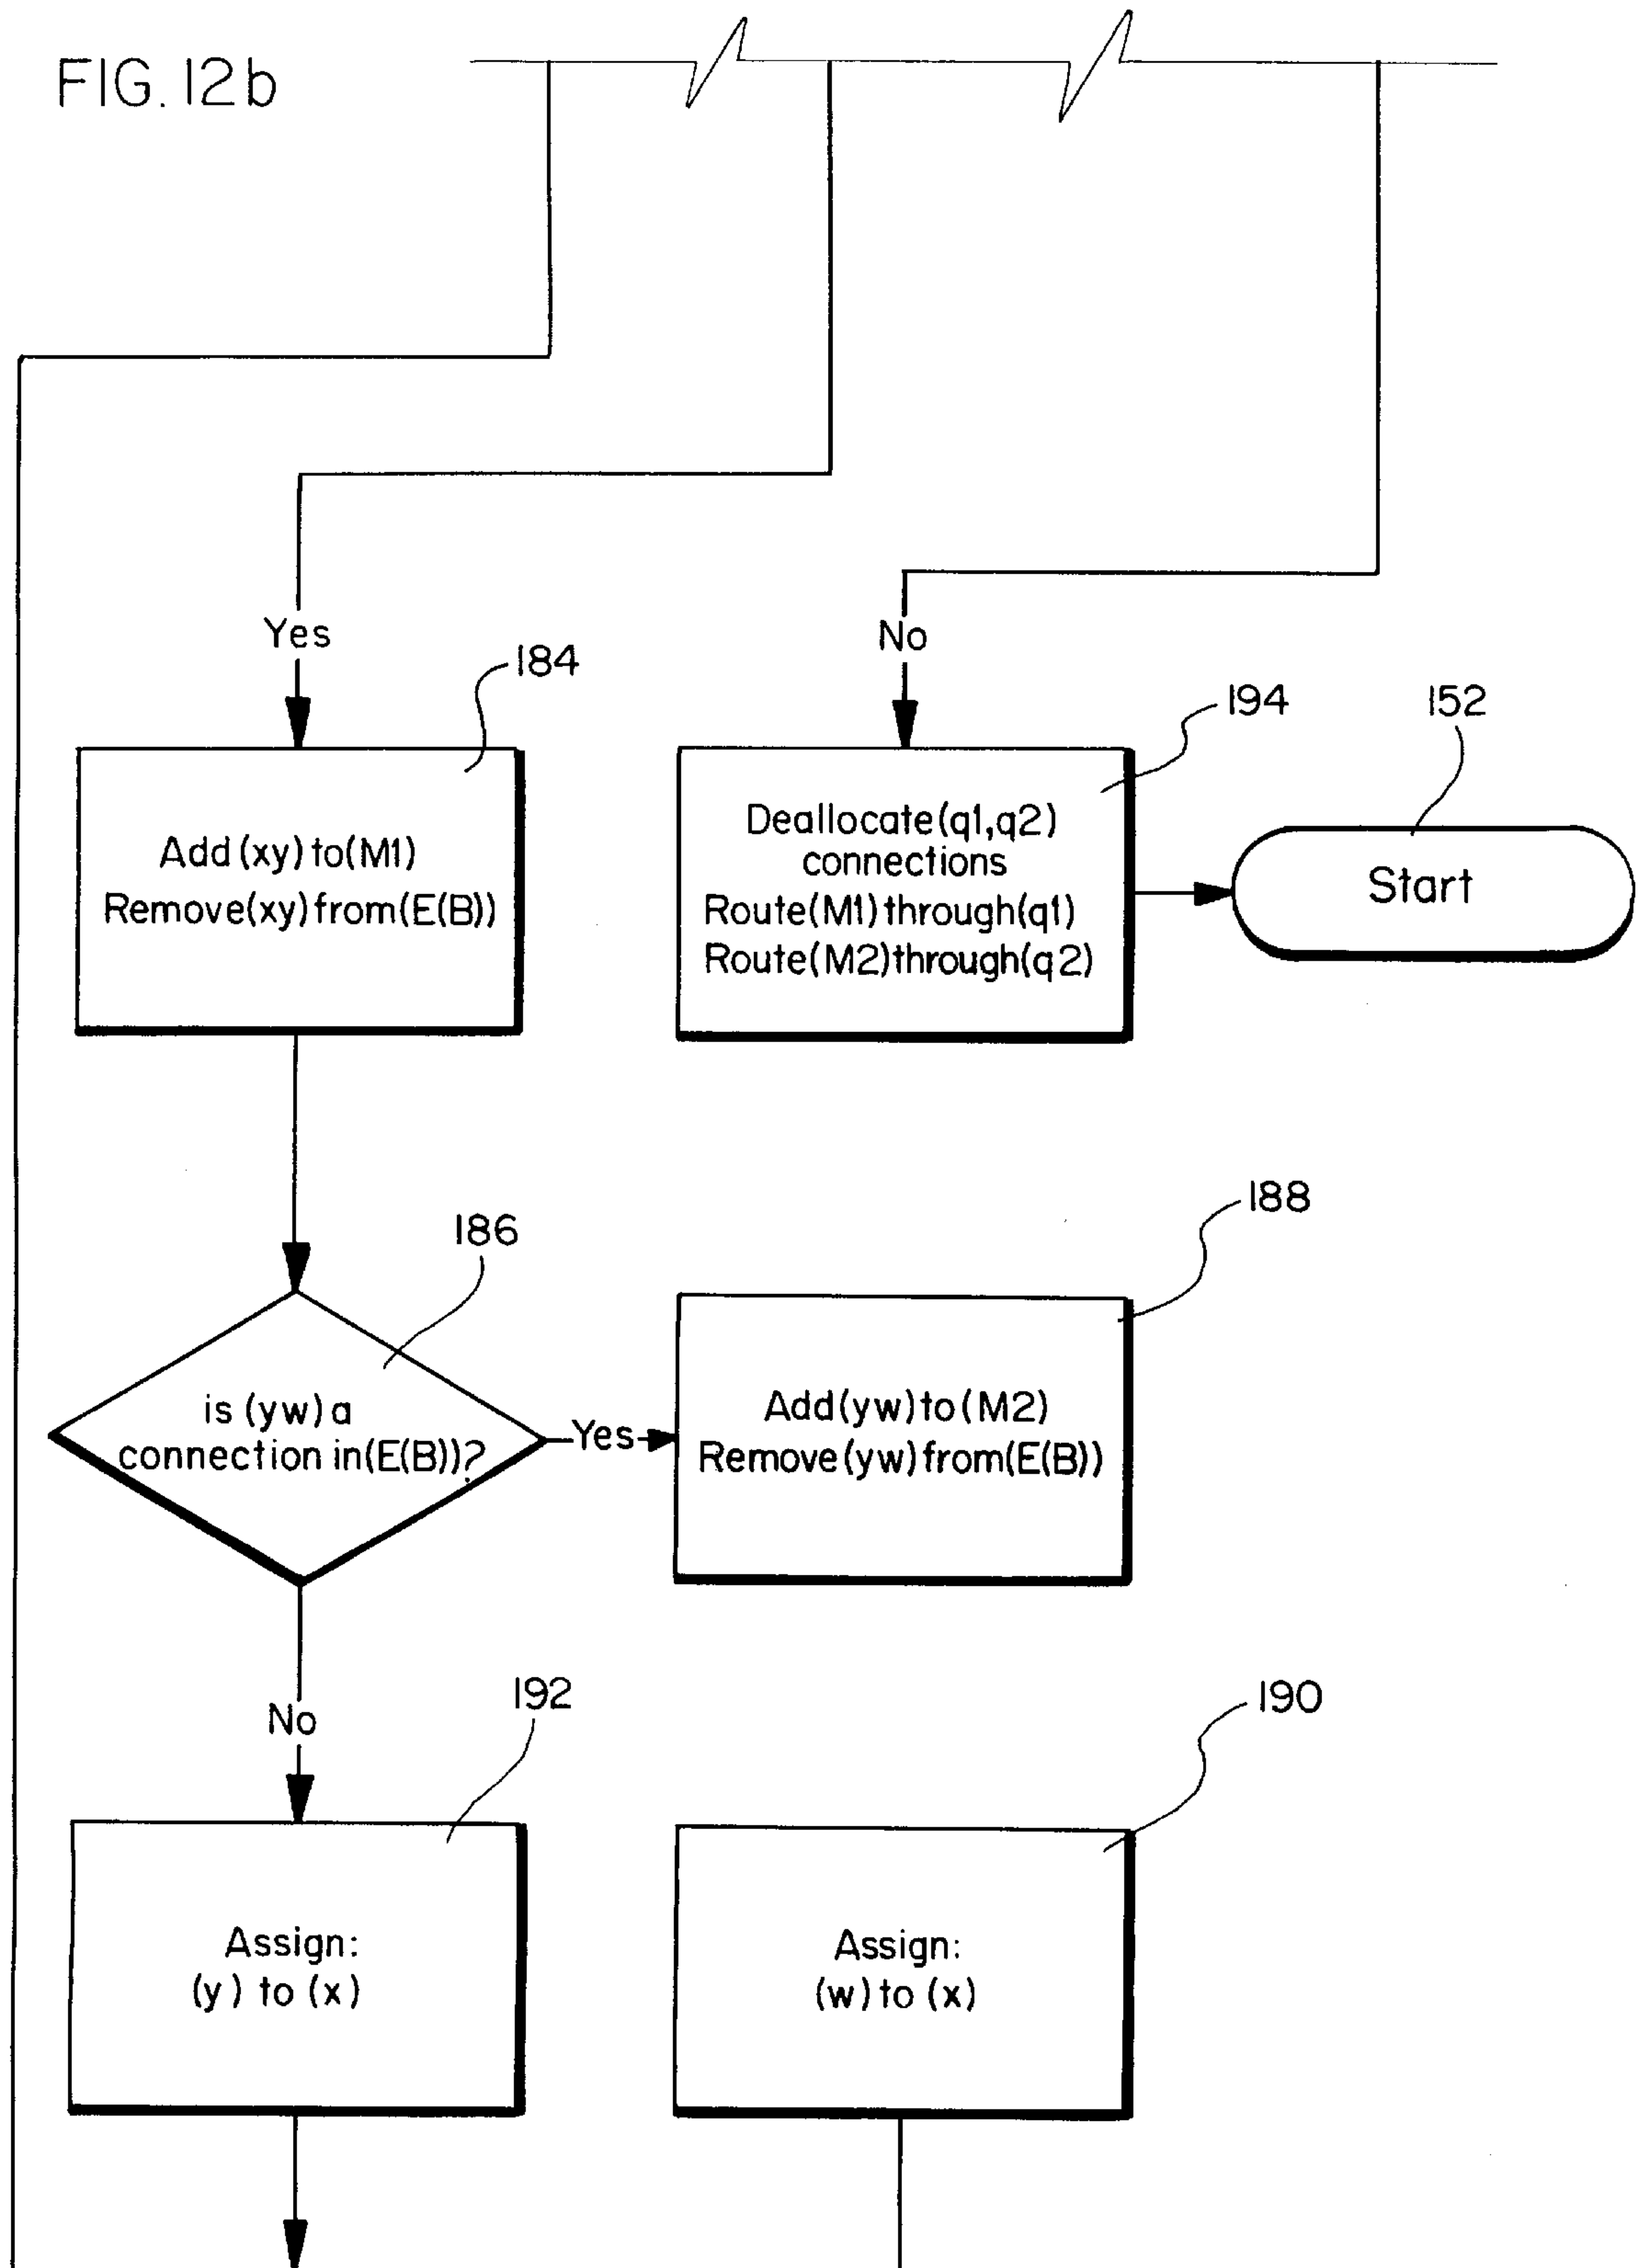 FIG. 12b
Yes
No
184
194
152
Add (xy) to (M1)
Remove (xy) from (E(B))
Deallocate (q1,q2)
connections
Route (M1) through (q1)
Route (M2) through (q2)
Start
186
188
is (yw) a
connection in (E(B))?
Yes
Add (yw) to (M2)
Remove (yw) from (E(B))
No
192
190
Assign:
(y) to (x)
Assign:
(w) to (x)